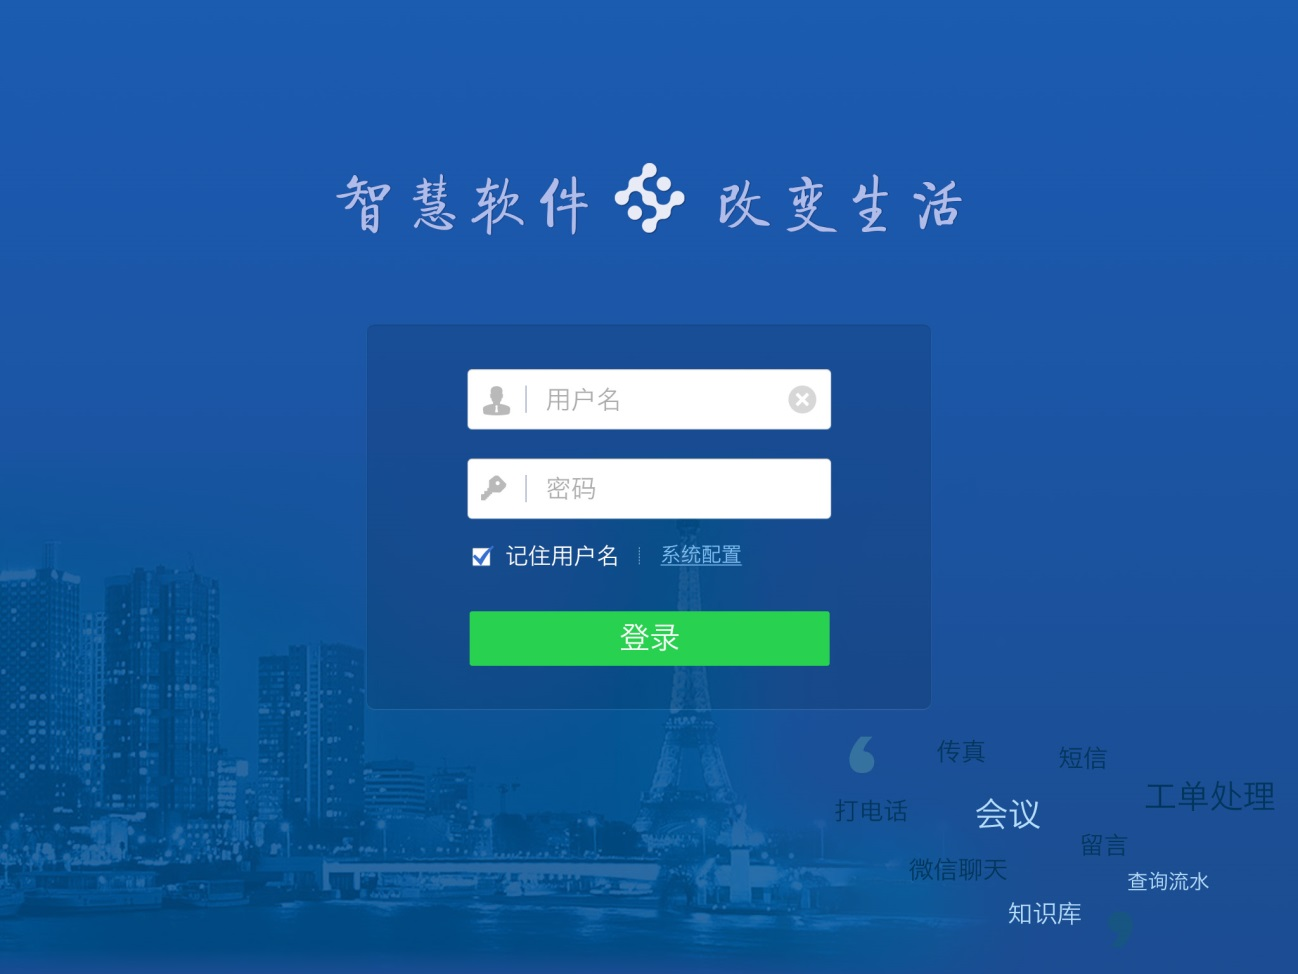 智慧软件 改变生活
用户名
密码
记住用户名 系统配置
登录
传真
短信
工单处理
打电话
会议
留言
微信聊天
查询流水
知识库